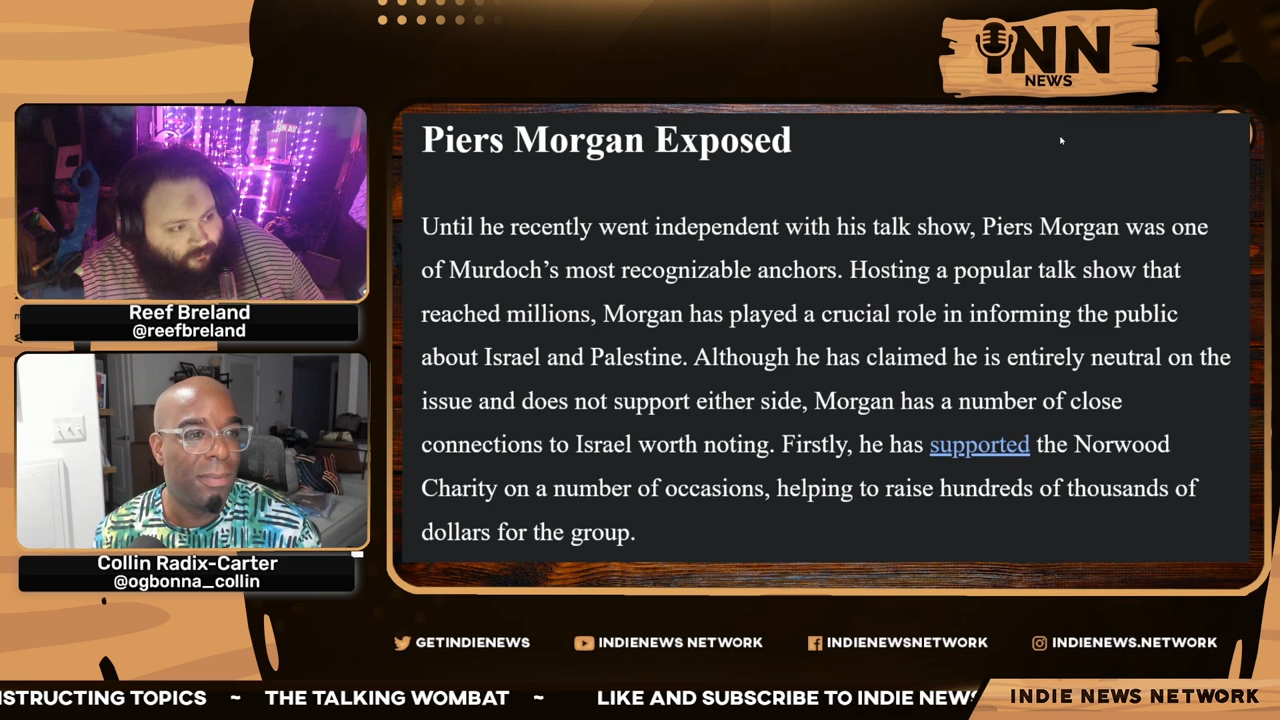 INN
NEWS
Piers Morgan Exposed
Until he recently went independent with his talk show, Piers Morgan was one
of Murdoch’s most recognizable anchors. Hosting a popular talk show that
reached millions, Morgan has played a crucial role in informing the public
about Israel and Palestine. Although he has claimed he is entirely neutral on the
issue and does not support either side, Morgan has a number of close
connections to Israel worth noting. Firstly, he has supported the Norwood
Charity on a number of occasions, helping to raise hundreds of thousands of
dollars for the group.
Reef Breland
@reefbreland
Collin Radix-Carter
@ogbonna_collin
GETINDIENEWS
INDIENEWS NETWORK
INDIENEWSNETWORK
INDIENEWS.NETWORK
NSTRUCTING TOPICS ~ THE TALKING WOMBAT ~ LIKE AND SUBSCRIBE TO INDIE NEWS
INDIE NEWS NETWORK